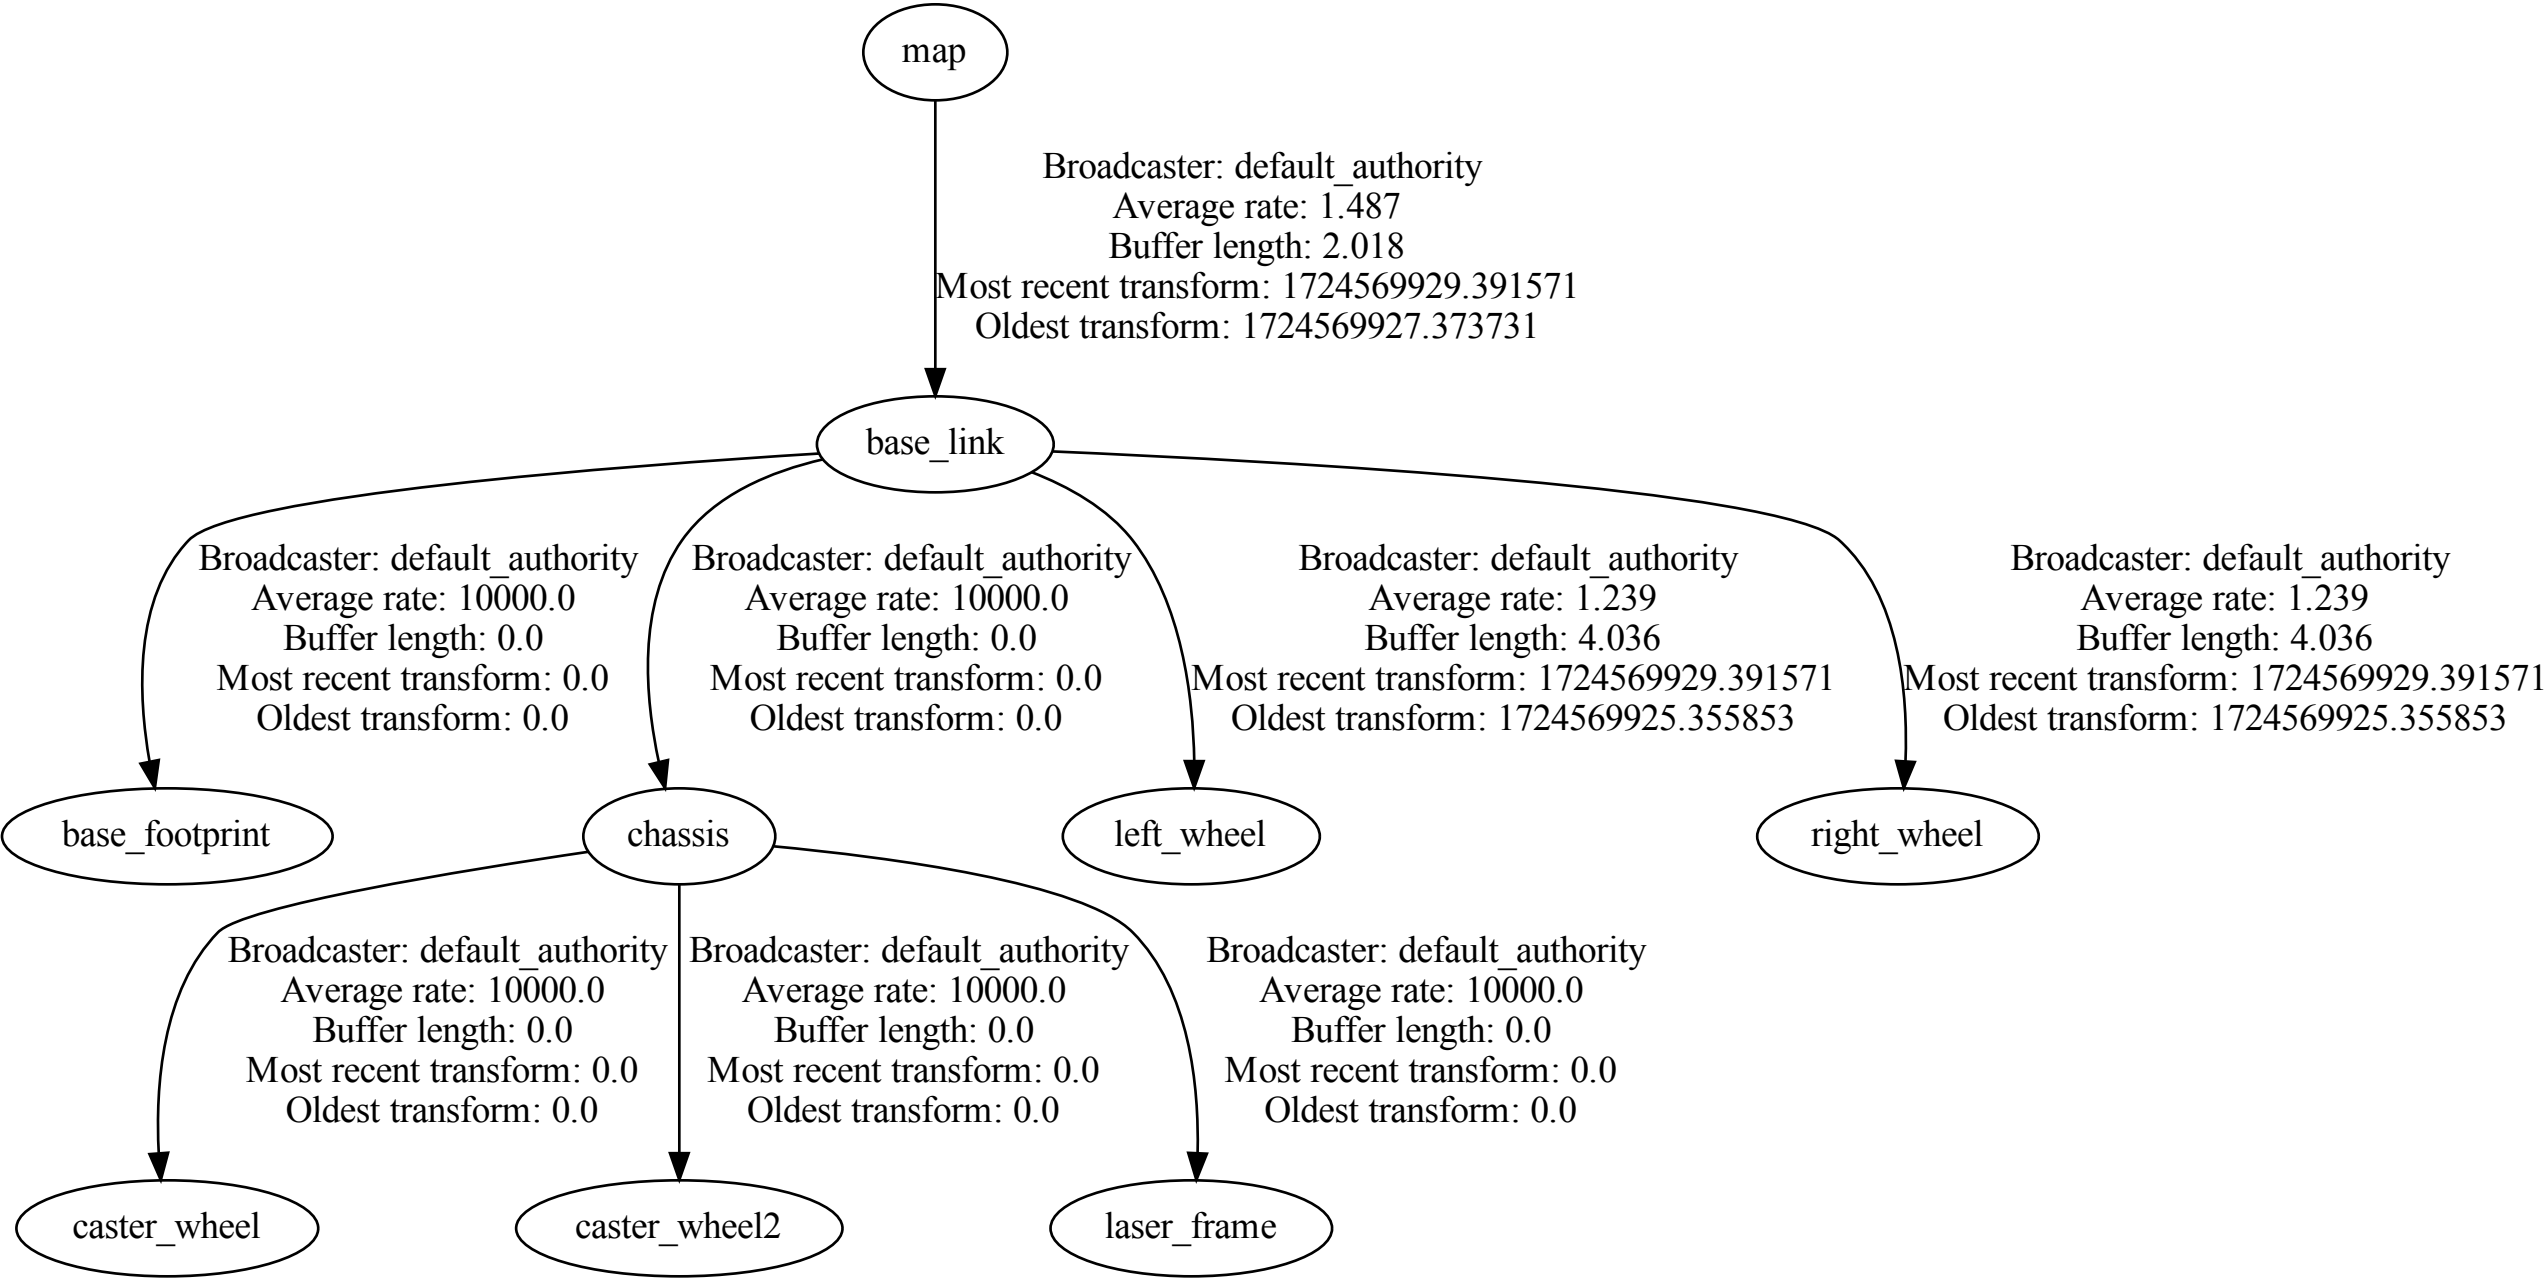 map
Broadcaster: default_authority
Average rate: 1.487
Buffer length: 2.018
Most recent transform: 1724569929.391571
Oldest transform: 1724569927.373731
base_link
Broadcaster: default_authority
Average rate: 10000.0
Buffer length: 0.0
Most recent transform: 0.0
Oldest transform: 0.0
Broadcaster: default_authority
Average rate: 10000.0
Buffer length: 0.0
Most recent transform: 0.0
Oldest transform: 0.0
Broadcaster: default_authority
Average rate: 1.239
Buffer length: 4.036
Most recent transform: 1724569929.391571
Oldest transform: 1724569925.355853
Broadcaster: default_authority
Average rate: 1.239
Buffer length: 4.036
Most recent transform: 1724569929.391571
Oldest transform: 1724569925.355853
base_footprint
chassis
left_wheel
right_wheel
Broadcaster: default_authority
Average rate: 10000.0
Buffer length: 0.0
Most recent transform: 0.0
Oldest transform: 0.0
Broadcaster: default_authority
Average rate: 10000.0
Buffer length: 0.0
Most recent transform: 0.0
Oldest transform: 0.0
Broadcaster: default_authority
Average rate: 10000.0
Buffer length: 0.0
Most recent transform: 0.0
Oldest transform: 0.0
caster_wheel
caster_wheel2
laser_frame